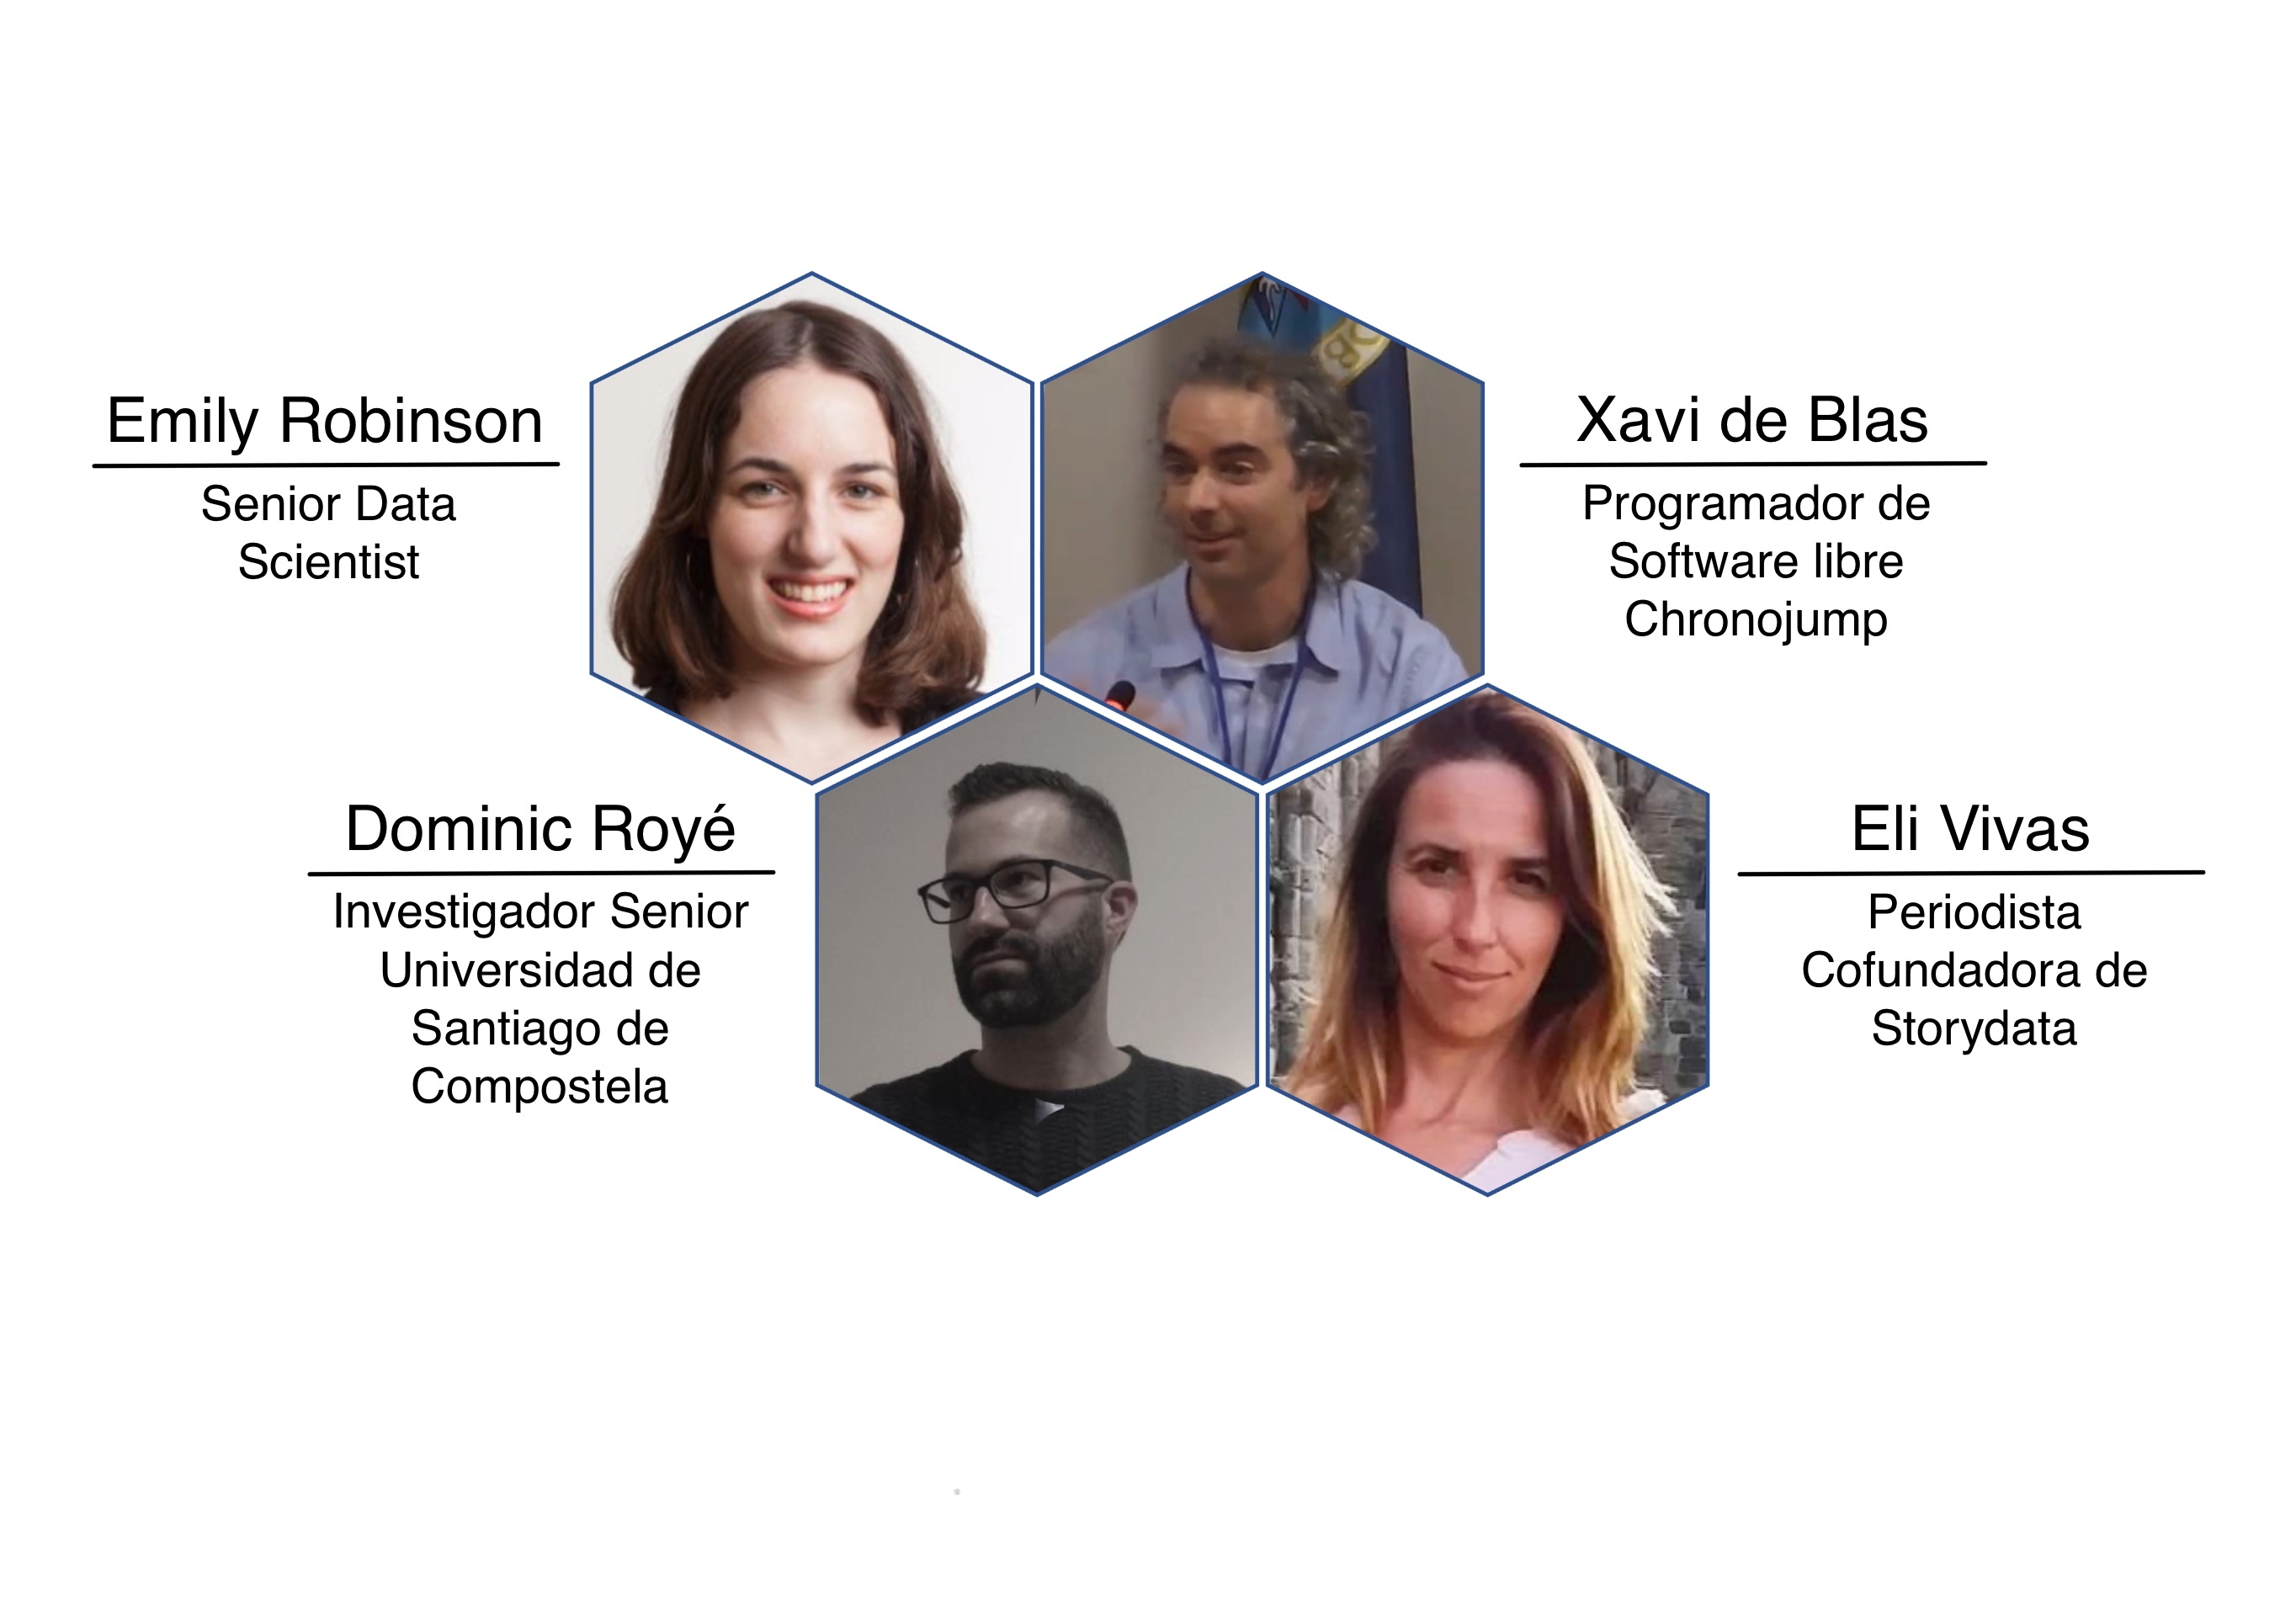 Emily Robinson
Senior Data
Scientist
Xavi de Blas
Programador de
Software libre
Chronojump
Dominic Royé
Investigador Senior
Universidad de
Santiago de
Compostela
Eli Vivas
Periodista
Cofundadora de
Storydata